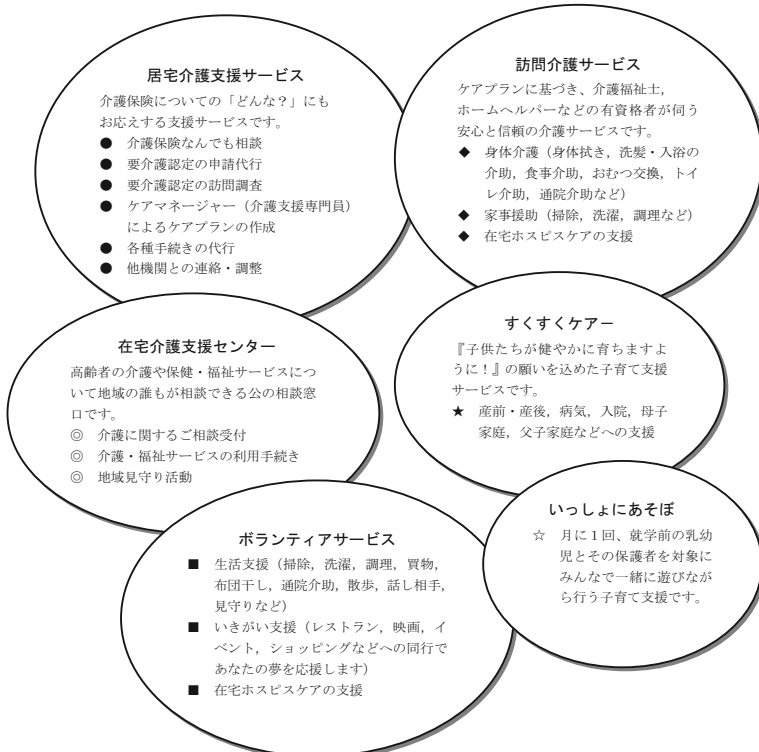 居宅介護支援サービス
介護保険についての「どんな？」にも
お応えする支援サービスです。
● 介護保険なんでも相談
● 要介護認定の申請代行
● 要介護認定の訪問調査
● ケアマネージャー（介護支援専門員）
によるケアプランの作成
● 各種手続きの代行
● 他機関との連絡・調整
訪問介護サービス
ケアプランに基づき、介護福祉士，
ホームヘルパーなどの有資格者が伺う
安心と信頼の介護サービスです。
◆ 身体介護（身体拭き，洗髪・入浴の
介助，食事介助，おむつ交換，トイ
レ介助，通院介助など）
◆ 家事援助（掃除，洗濯，調理など）
◆ 在宅ホスピスケアの支援
在宅介護支援センター
高齢者の介護や保健・福祉サービスにつ
いて地域の誰もが相談できる公の相談窓
口です。
◎ 介護に関するご相談受付
◎ 介護・福祉サービスの利用手続き
◎ 地域見守り活動
すくすくケアー
『子供たちが健やかに育ちますよ
うに！』の願いを込めた子育て支援
サービスです。
★ 産前・産後，病気，入院，母子
家庭，父子家庭などへの支援
ボランティアサービス
■ 生活支援（掃除，洗濯，調理，買物，
布団干し，通院介助，散歩，話し相手，
見守りなど）
■ いきがい支援（レストラン，映画，イ
ベント，ショッピングなどへの同行で
あなたの夢を応援します）
■ 在宅ホスピスケアの支援
いっしょにあそぼ
☆ 月に１回、就学前の乳幼
児とその保護者を対象に
みんなで一緒に遊びなが
ら行う子育て支援です。